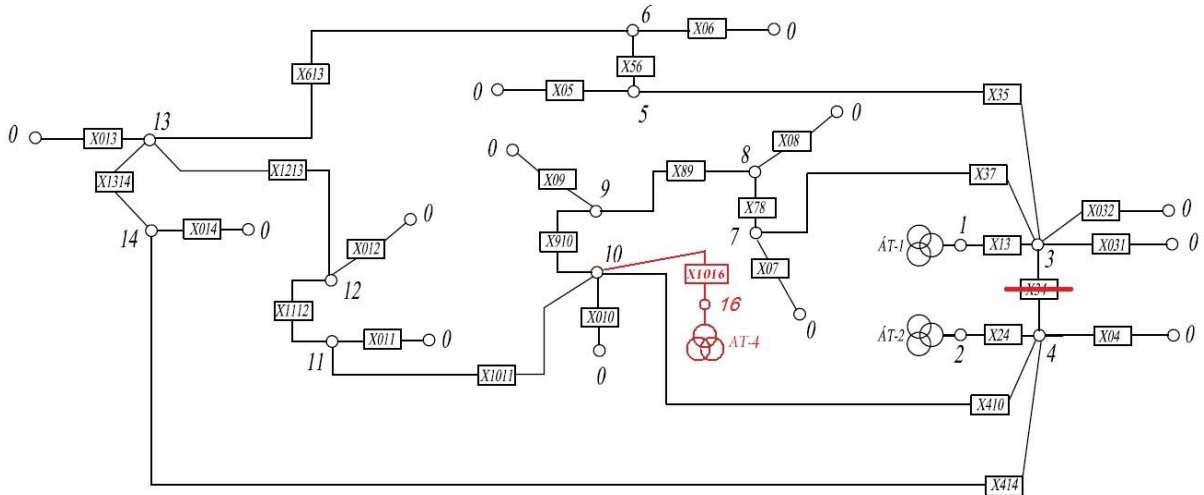 6
X06
0
X613
X56
0
X05
5
X35
0
X013
13
X1314
X1213
14
X014
0
X012
0
12
X1112
11
X011
0
X1011
0
X09
9
X89
8
X08
0
X78
7
X07
0
X910
10
X010
0
X1016
16
AT-4
X37
ÁT-1
1
X13
3
X032
0
X031
0
X34
ÁT-2
2
X24
4
X04
0
X410
X414